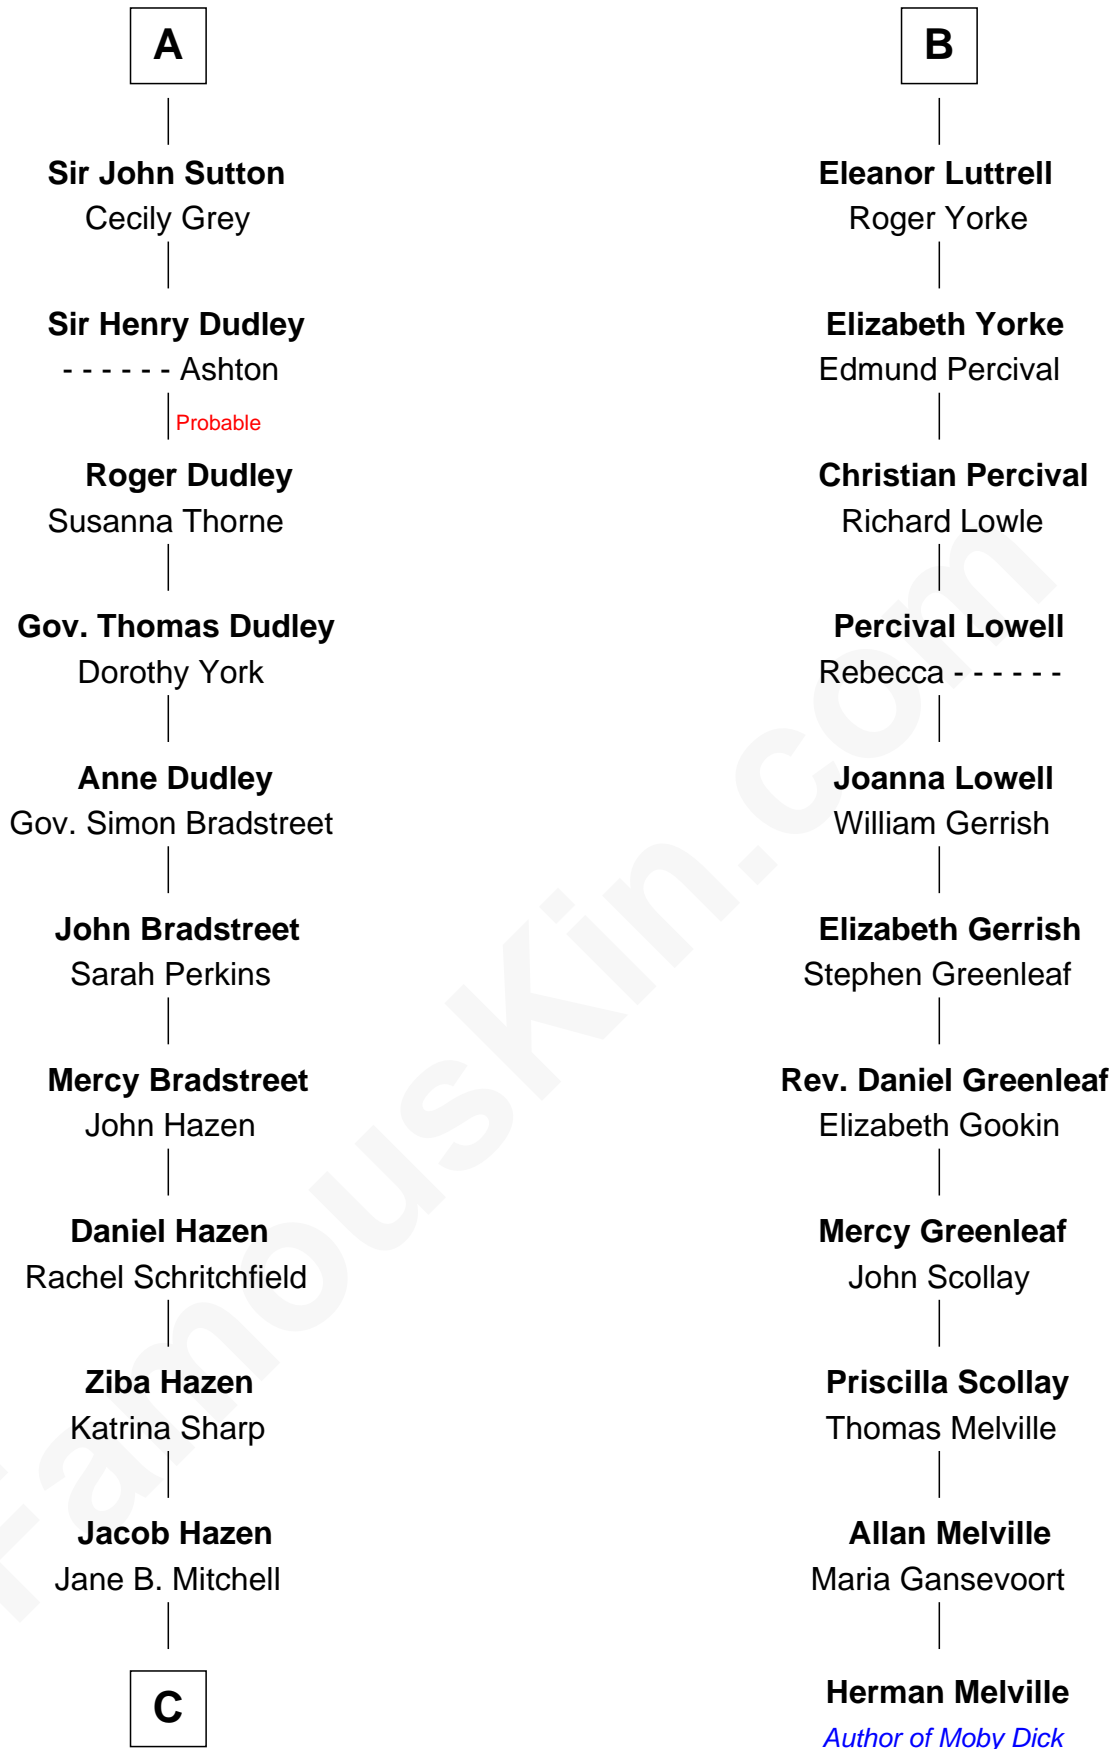 A
Sir John Sutton
Cecily Grey
Sir Henry Dudley
- - - - - - Ashton
Probable
Roger Dudley
Susanna Thorne
Gov. Thomas Dudley
Dorothy York
Anne Dudley
Gov. Simon Bradstreet
John Bradstreet
Sarah Perkins
Mercy Bradstreet
John Hazen
Daniel Hazen
Rachel Schritchfield
Ziba Hazen
Katrina Sharp
Jacob Hazen
Jane B. Mitchell
C
B
Eleanor Luttrell
Roger Yorke
Elizabeth Yorke
Edmund Percival
Christian Percival
Richard Lowle
Percival Lowell
Rebecca - - - - - -
Joanna Lowell
William Gerrish
Elizabeth Gerrish
Stephen Greenleaf
Rev. Daniel Greenleaf
Elizabeth Gookin
Mercy Greenleaf
John Scollay
Priscilla Scollay
Thomas Melville
Allan Melville
Maria Gansevoort
Herman Melville
Author of Moby Dick
FamousKin.com